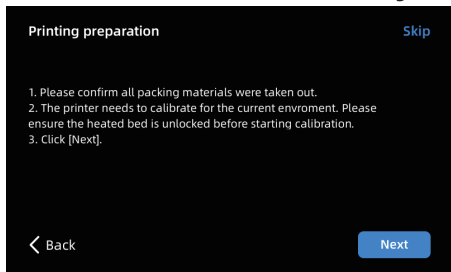 Printing preparation
Skip
1. Please confirm all packing materials were taken out.
2. The printer needs to calibrate for the current enviroment. Please
ensure the heated bed is unlocked before starting calibration.
3. Click [Next].
Back
Next